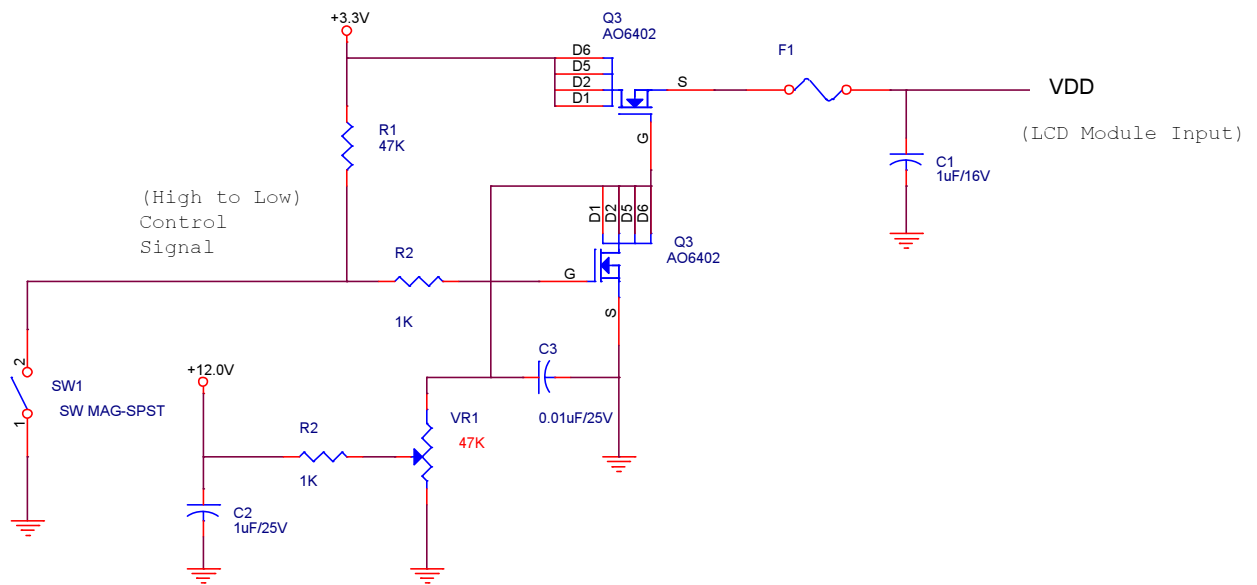 +3.3V
Q3
AO6402
D6
D5
D2
D1
S
G
F1
VDD
(LCD Module Input)
R1
47K
C1
1uF/16V
(High to Low)
Control
Signal
D1
D2
D5
D6
Q3
AO6402
R2
1K
G
S
2
SW1
SW MAG-SPST
1
+12.0V
C3
0.01uF/25V
VR1
47K
R2
1K
C2
1uF/25V